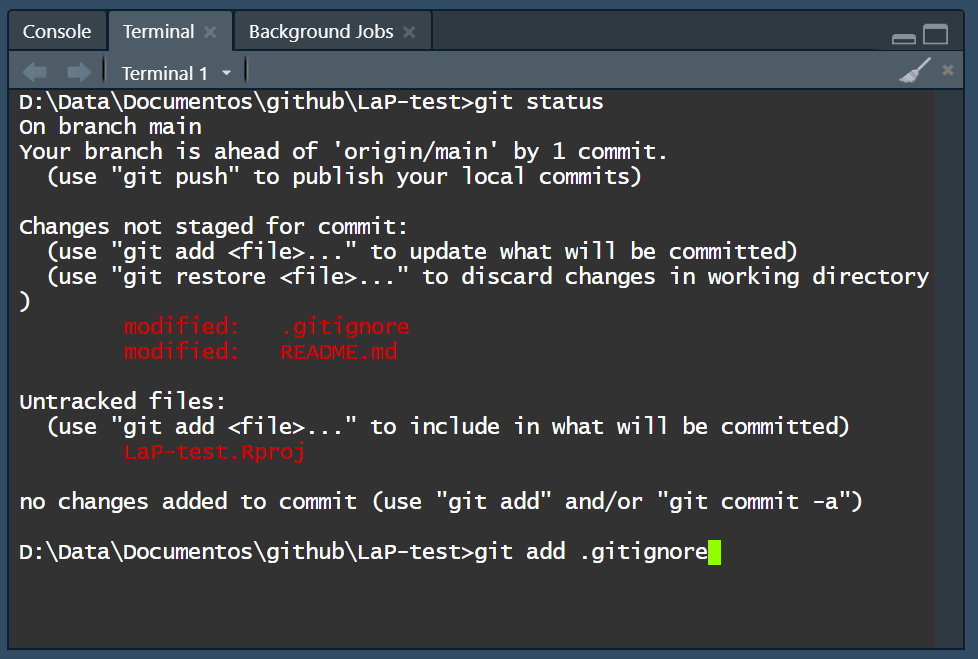 Console Terminal Background Jobs
Terminal 1
D:\Data\Documentos\github\LaP-test>git status
On branch main
Your branch is ahead of 'origin/main' by 1 commit.
  (use "git push" to publish your local commits)

Changes not staged for commit:
  (use "git add <file>..." to update what will be committed)
  (use "git restore <file>..." to discard changes in working directory
)
        modified:   .gitignore
        modified:   README.md

Untracked files:
  (use "git add <file>..." to include in what will be committed)
        LaP-test.Rproj

no changes added to commit (use "git add" and/or "git commit -a")

D:\Data\Documentos\github\LaP-test>git add .gitignore